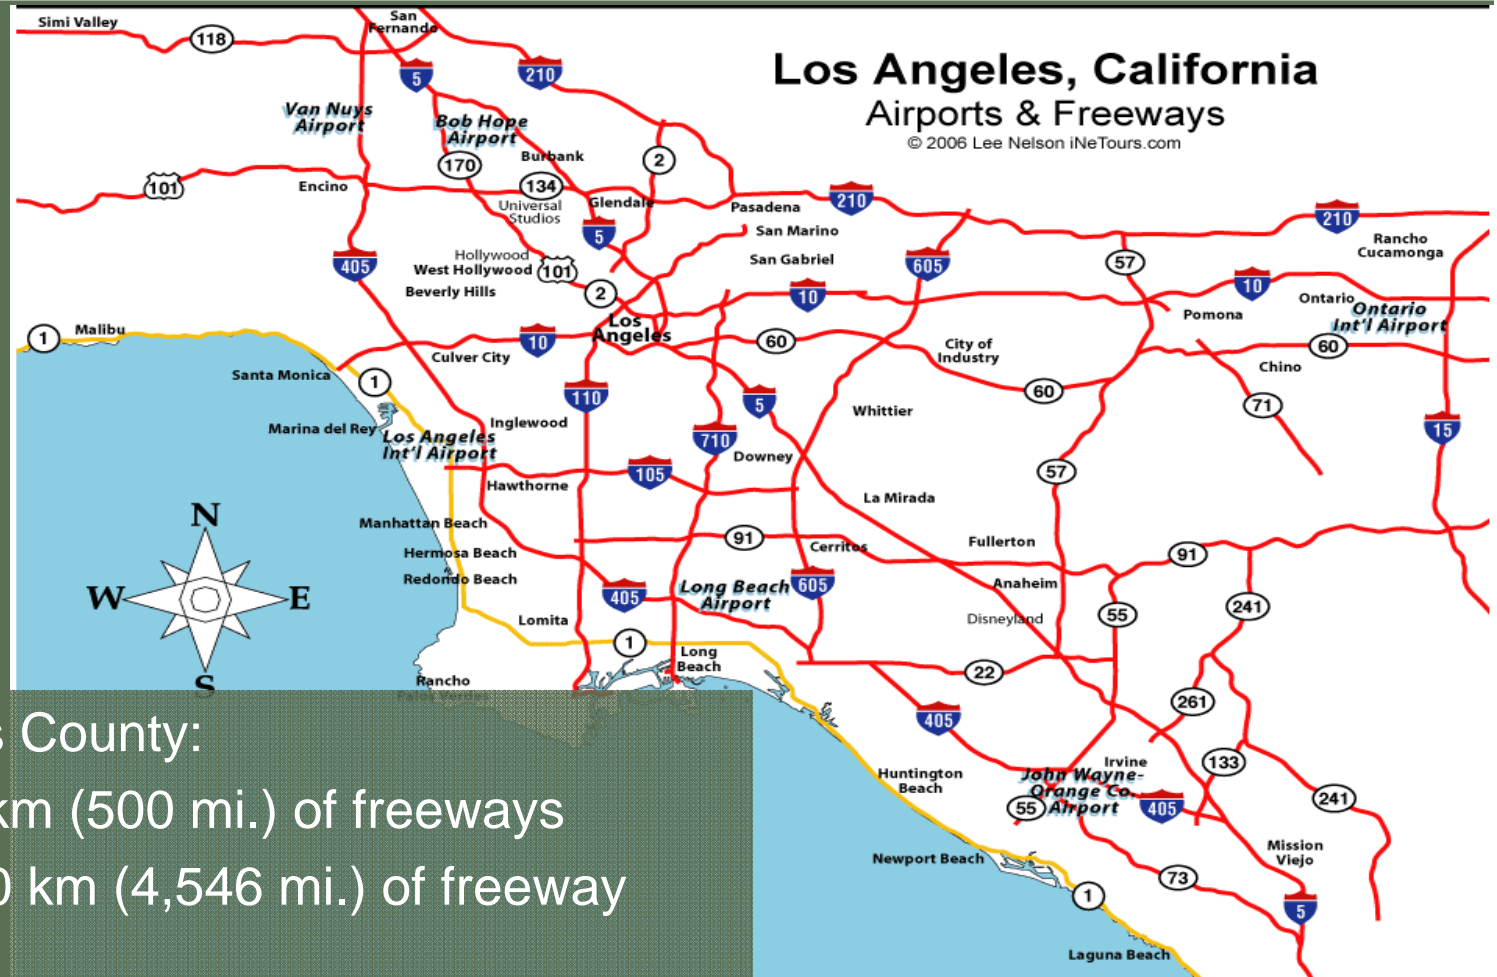 Simi Valley
118
San
Fernando
5
210
Los Angeles, California
Airports & Freeways
© 2006 Lee Nelson iNeTours.com
Van Nuys
Airport
Bob Hope
Airport
170
Burbank
2
101
Encino
134
Universal
Studios
Glendale
Pasadena
210
210
5
San Marino
Rancho
Cucamonga
405
Hollywood
West Hollywood
101
San Gabriel
605
57
Beverly Hills
2
10
10
Ontario
Ontario
Int'l Airport
Pomona
1
Malibu
Los
Angeles
10
60
City of
Industry
60
Culver City
Chino
Santa Monica
1
110
5
60
71
Whittier
Marina del Rey
Inglewood
15
Los Angeles
Int'l Airport
710
Downey
105
57
Hawthorne
La Mirada
N
Manhattan Beach
91
Cerritos
Fullerton
91
Hermosa Beach
Redondo Beach
W
E
405
Long Beach
Airport
605
Anaheim
Disneyland
55
241
Lomita
1
Long
Beach
22
S
Rancho
261
405
s County:
km (500 mi.) of freeways
0 km (4,546 mi.) of freeway
Huntington
Beach
Irvine
133
John Wayne-
Orange Co.
Airport
55
405
241
Newport Beach
Mission
Viejo
73
1
5
Laguna Beach